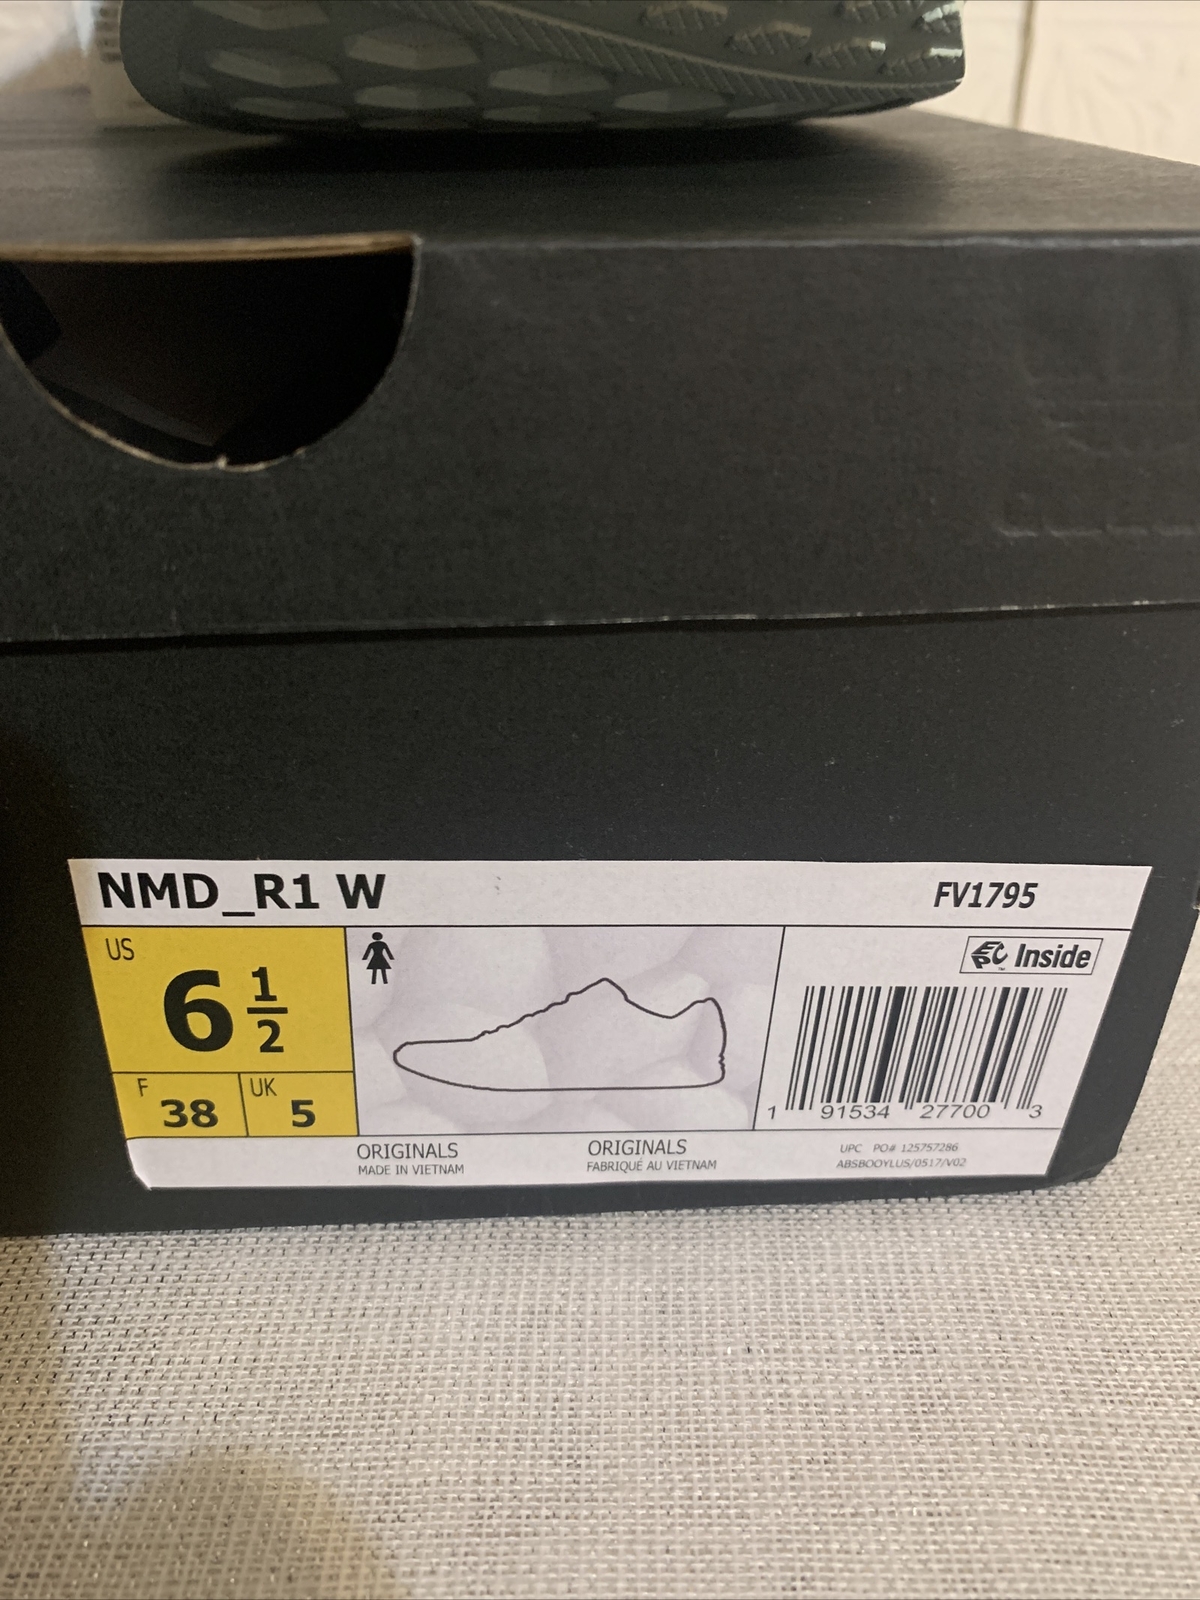 NMD_R1 W
FV1795
US
6 1/2
F 38
UK 5
EPC Inside
1 91534 27700 3
ORIGINALS
MADE IN VIETNAM
ORIGINALS
FABRIQUÉ AU VIETNAM
UPC PO# 125757286
ABSBOOYLUS/0517/V02